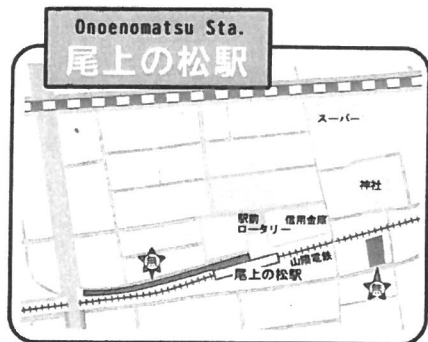 Onoenomatsu Sta.
尾上の松駅
スーパー
神社
駅前
ロータリー
信用金庫
山陽電鉄
尾上の松駅
無
無